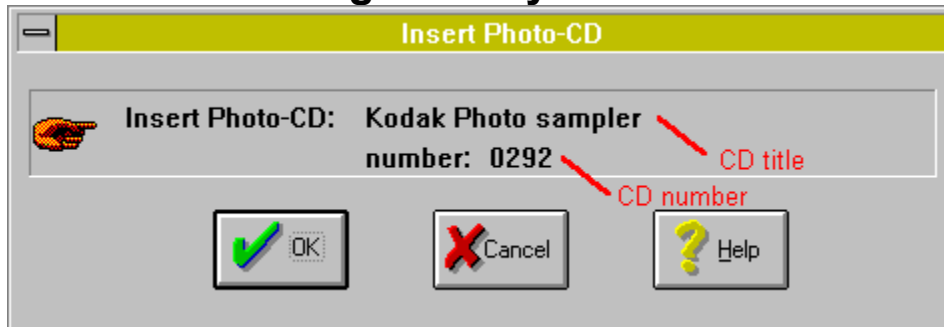 Insert Photo-CD
Insert Photo-CD: Kodak Photo sampler
number: 0292
CD title
CD number
OK
Cancel
Help